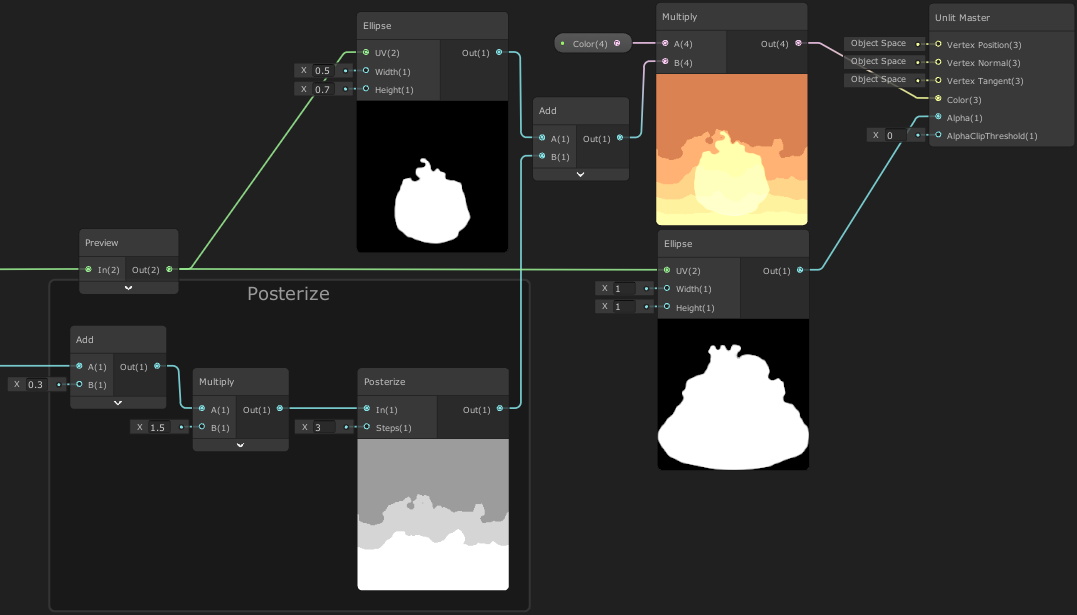 Ellipse
UV(2) Out(1)
X 0.5 Width(1)
X 0.7 Height(1)
Color(4)
Multiply
A(4) Out(4)
B(4)
Unlit Master
Object Space Vertex Position(3)
Object Space Vertex Normal(3)
Object Space Vertex Tangent(3)
Color(3)
Alpha(1)
X 0 AlphaClipThreshold(1)
Add
A(1) Out(1)
B(1)
Preview
In(2) Out(2)
Ellipse
UV(2) Out(1)
X 1 Width(1)
X 1 Height(1)
Posterize
Add
A(1) Out(1)
X 0.3 B(1)
Multiply
A(1) Out(1)
X 1.5 B(1)
Posterize
In(1) Out(1)
X 3 Steps(1)